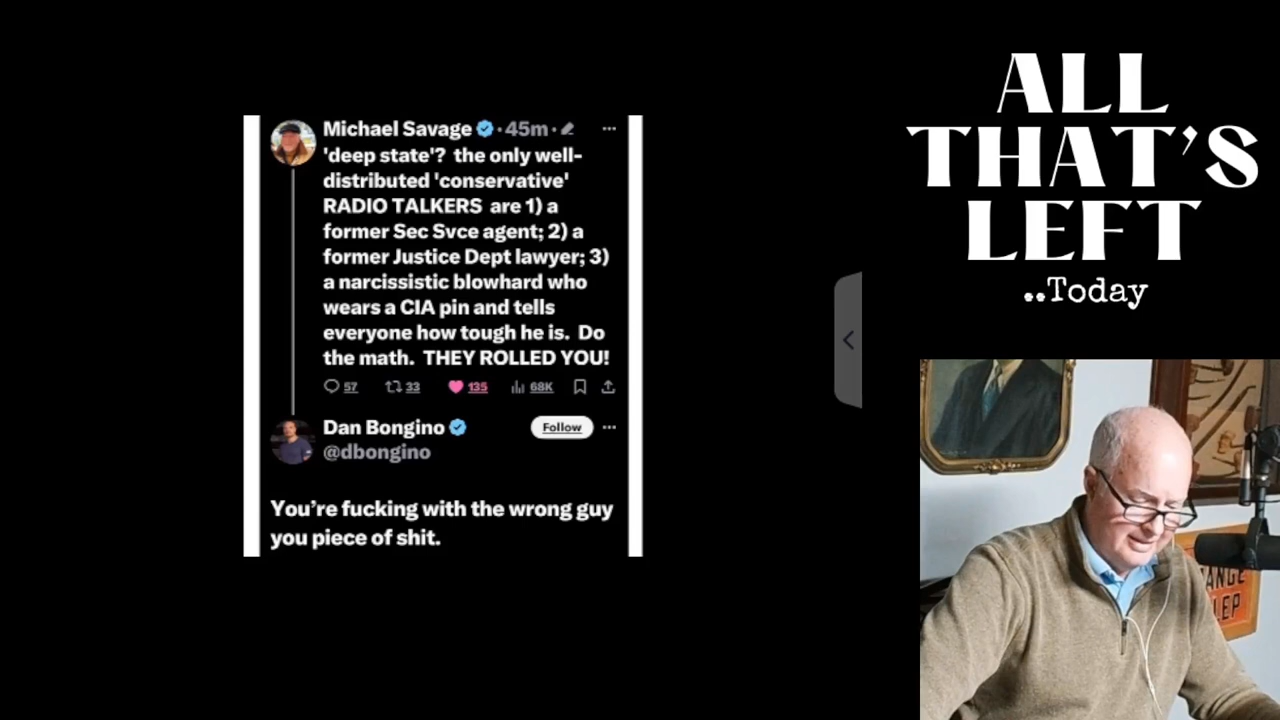 Michael Savage · 45m ·
'deep state'? the only well-
distributed 'conservative'
RADIO TALKERS are 1) a
former Sec Svce agent; 2) a
former Justice Dept lawyer; 3)
a narcissistic blowhard who
wears a CIA pin and tells
everyone how tough he is. Do
the math. THEY ROLLED YOU!
57 33 135 68K
Dan Bongino
Follow
@dbongino
You're fucking with the wrong guy
you piece of shit.
ALL
THAT'S
LEFT
..Today